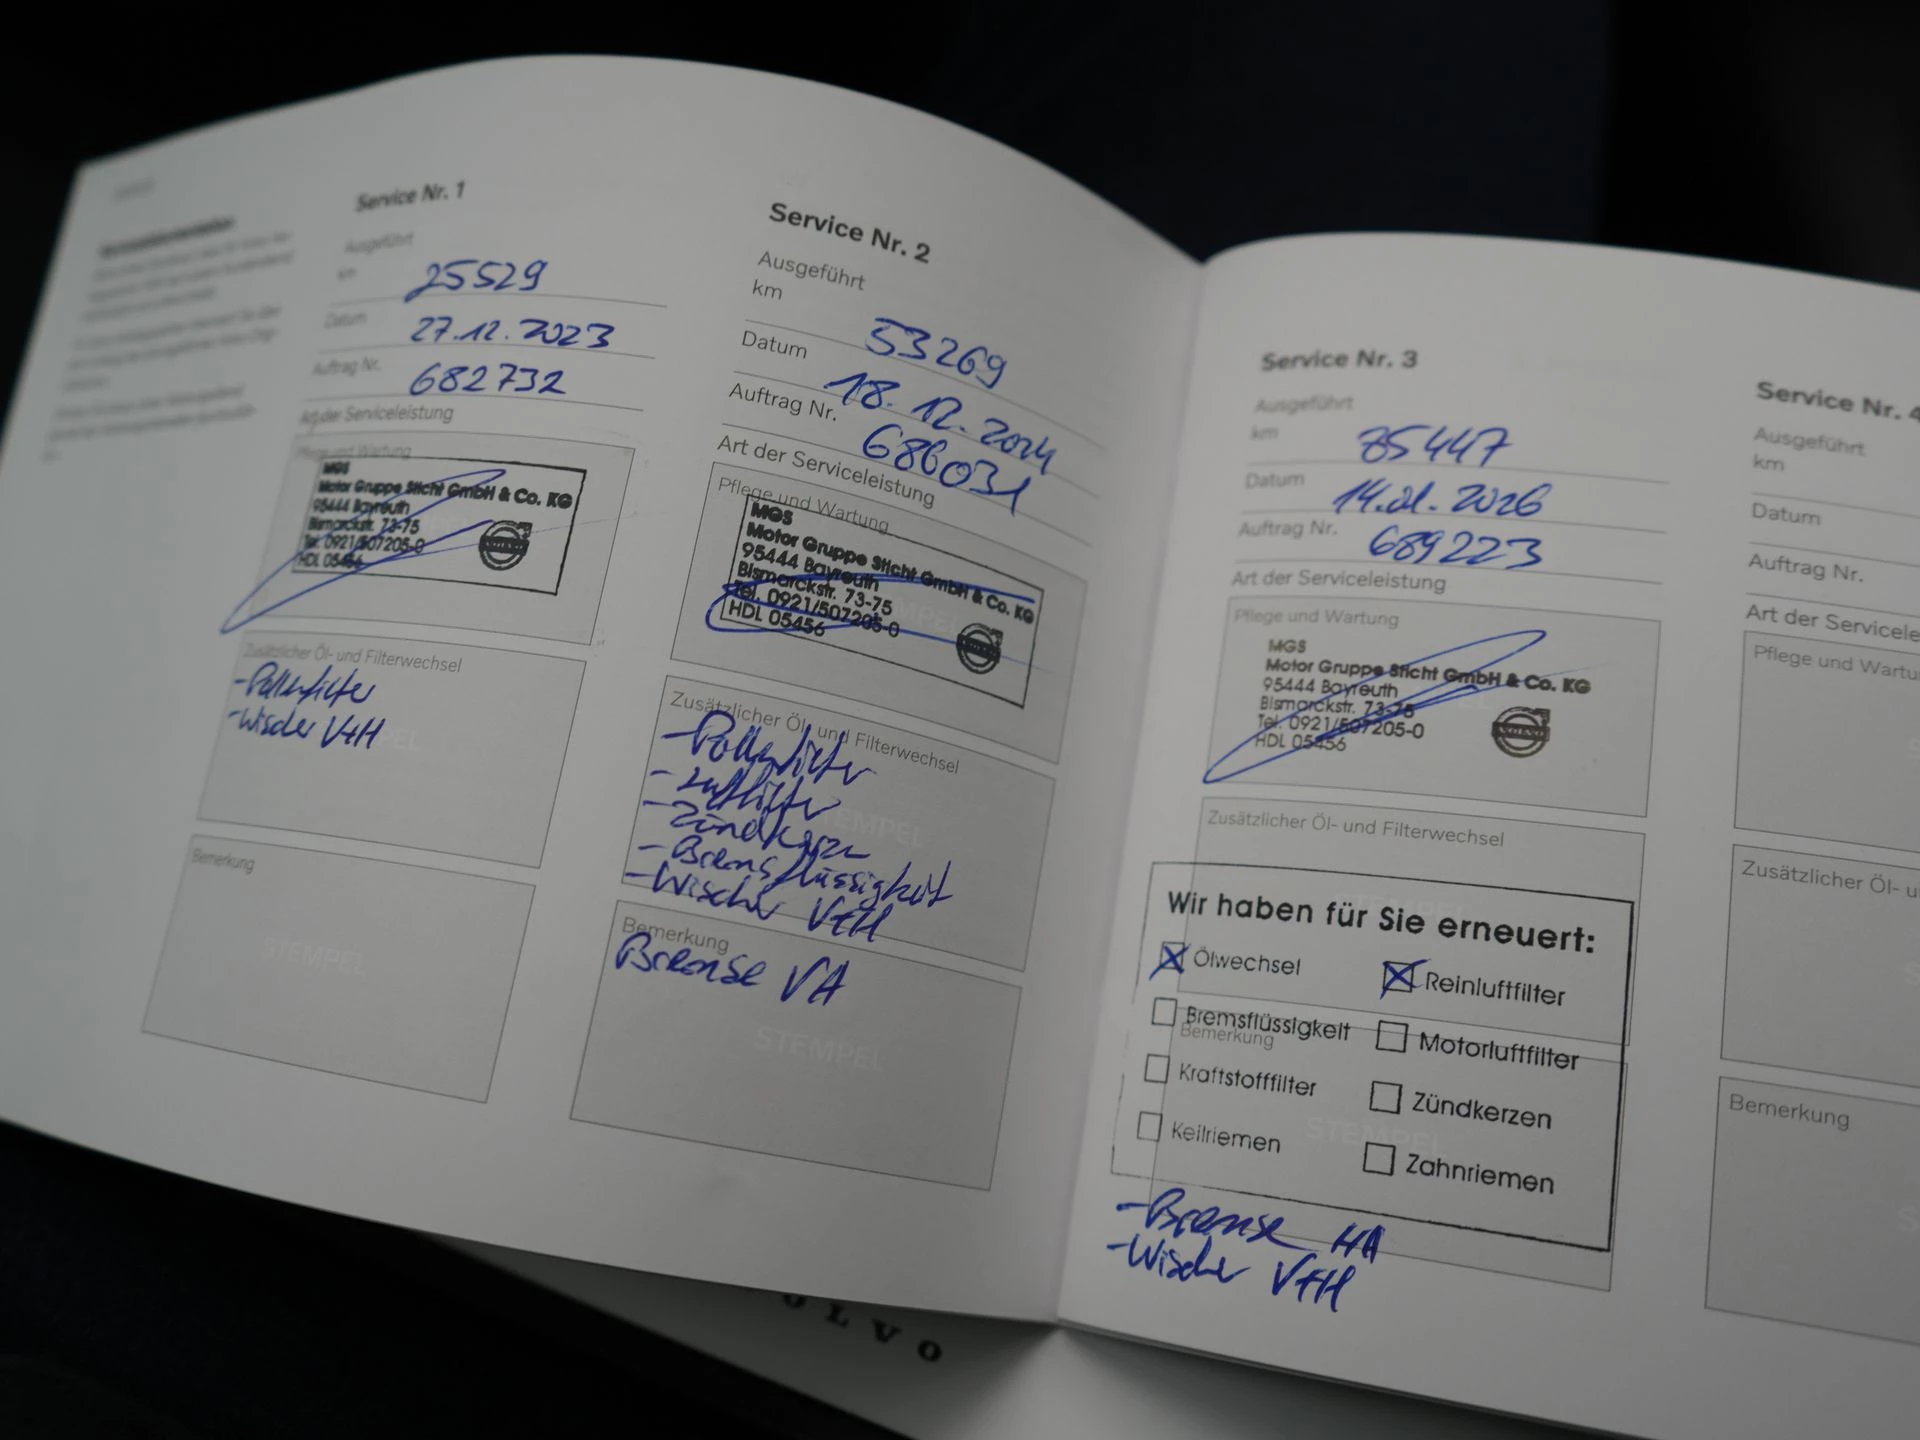 Service Nr. 1
Ausgeführt
km 25529
Datum 27.12.2023
Auftrag Nr. 682732
Art der Serviceleistung
Pflege und Wartung
MGS
Motor Gruppe Sticht GmbH & Co. KG
95444 Bayreuth
Bismarckstr. 73-75
Tel. 0921/507205-0
HDL 05456
VOLVO
Zusätzlicher Öl- und Filterwechsel
- Pollenfilter
- Wischer V+H
STEMPEL
Bemerkung
STEMPEL
Service Nr. 2
Ausgeführt
km 53269
Datum 18.12.2024
Auftrag Nr. 686031
Art der Serviceleistung
Pflege und Wartung
MGS
Motor Gruppe Sticht GmbH & Co. KG
95444 Bayreuth
Bismarckstr. 73-75
Tel. 0921/507205-0
HDL 05456
VOLVO
STEMPEL
Zusätzlicher Öl- und Filterwechsel
- Pollenfilter
- Luftfilter
- Zündkerzen
- Bremsflüssigkeit
- Wischer V+H
STEMPEL
Bemerkung
Bremse VA
STEMPEL
Service Nr. 3
Ausgeführt
km 85447
Datum 14.01.2026
Auftrag Nr. 689223
Art der Serviceleistung
Pflege und Wartung
MGS
Motor Gruppe Sticht GmbH & Co. KG
95444 Bayreuth
Bismarckstr. 73-75
Tel. 0921/507205-0
HDL 05456
VOLVO
Zusätzlicher Öl- und Filterwechsel
Wir haben für Sie erneuert:
Ölwechsel
Reinluftfilter
Bremsflüssigkeit
Motorluftfilter
Bemerkung
Kraftstofffilter
Zündkerzen
STEMPEL
Keilriemen
Zahnriemen
- Bremse HA
- Wischer V+H
Service Nr. 4
Ausgeführt
km
Datum
Auftrag Nr.
Art der
Pflege und
Zusätzlicher Öl-
Bemerkung
VOLVO